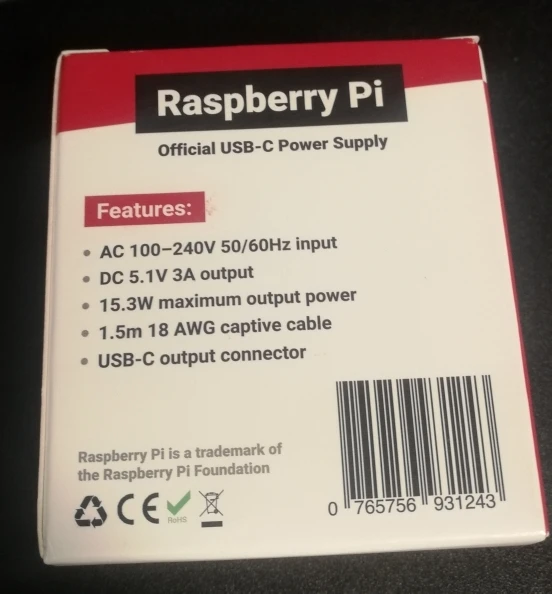 Raspberry Pi
Official USB-C Power Supply
Features:
• AC 100–240V 50/60Hz input
• DC 5.1V 3A output
• 15.3W maximum output power
• 1.5m 18 AWG captive cable
• USB-C output connector
Raspberry Pi is a trademark of
the Raspberry Pi Foundation
CE RoHS
0 765756 931243